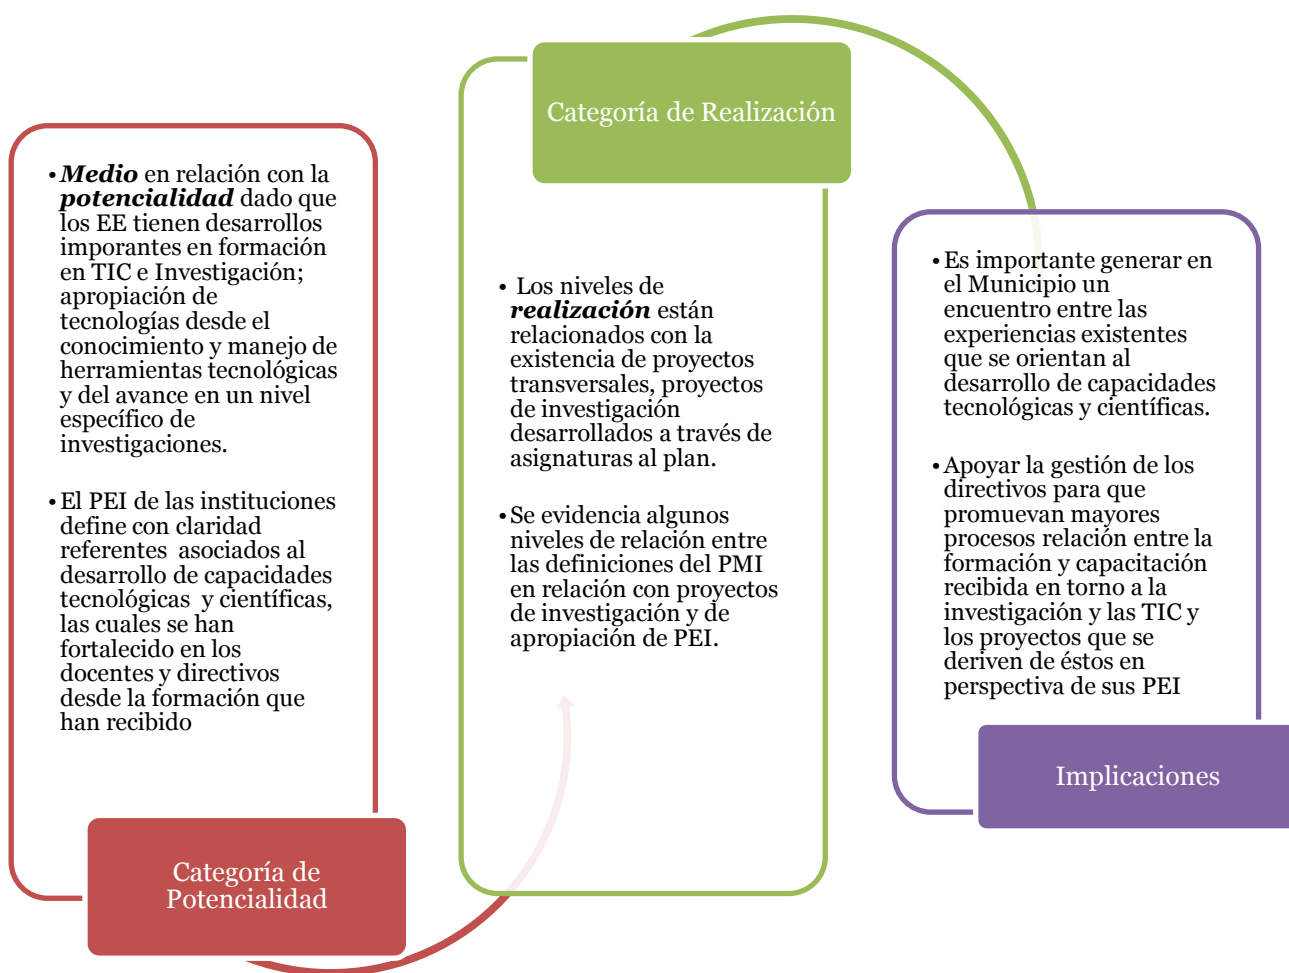 •Medio en relación con la
potencialidad dado que
los EE tienen desarrollos
imporantes en formación
en TIC e Investigación;
apropiación de
tecnologías desde el
conocimiento y manejo de
herramientas tecnológicas
y del avance en un nivel
específico de
investigaciones.
•El PEI de las instituciones
define con claridad
referentes asociados al
desarrollo de capacidades
tecnológicas y científicas,
las cuales se han
fortalecido en los
docentes y directivos
desde la formación que
han recibido
Categoría de
Potencialidad
Categoría de Realización
• Los niveles de
realización están
relacionados con la
existencia de proyectos
transversales, proyectos
de investigación
desarrollados a través de
asignaturas al plan.
•Se evidencia algunos
niveles de relación entre
las definiciones del PMI
en relación con proyectos
de investigación y de
apropiación de PEI.
•Es importante generar en
el Municipio un
encuentro entre las
experiencias existentes
que se orientan al
desarrollo de capacidades
tecnológicas y científicas.
•Apoyar la gestión de los
directivos para que
promuevan mayores
procesos relación entre la
formación y capacitación
recibida en torno a la
investigación y las TIC y
los proyectos que se
deriven de éstos en
perspectiva de sus PEI
Implicaciones